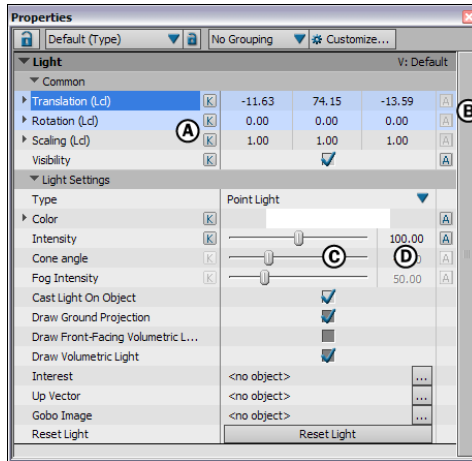 Properties
Default (Type) a No Grouping Customize...
Light V: Default
Common
Translation (Lcl) K -11.63 74.15 -13.59 A
B
Rotation (Lcl) K 0.00 0.00 0.00 A
A
Scaling (Lcl) K 1.00 1.00 1.00 A
Visibility K A
Light Settings
Type Point Light
Color K A
Intensity K 100.00 A
Cone angle K C D 0 A
Fog Intensity K 50.00 A
Cast Light On Object
Draw Ground Projection
Draw Front-Facing Volumetric L...
Draw Volumetric Light
Interest <no object> ...
Up Vector <no object> ...
Gobo Image <no object> ...
Reset Light Reset Light